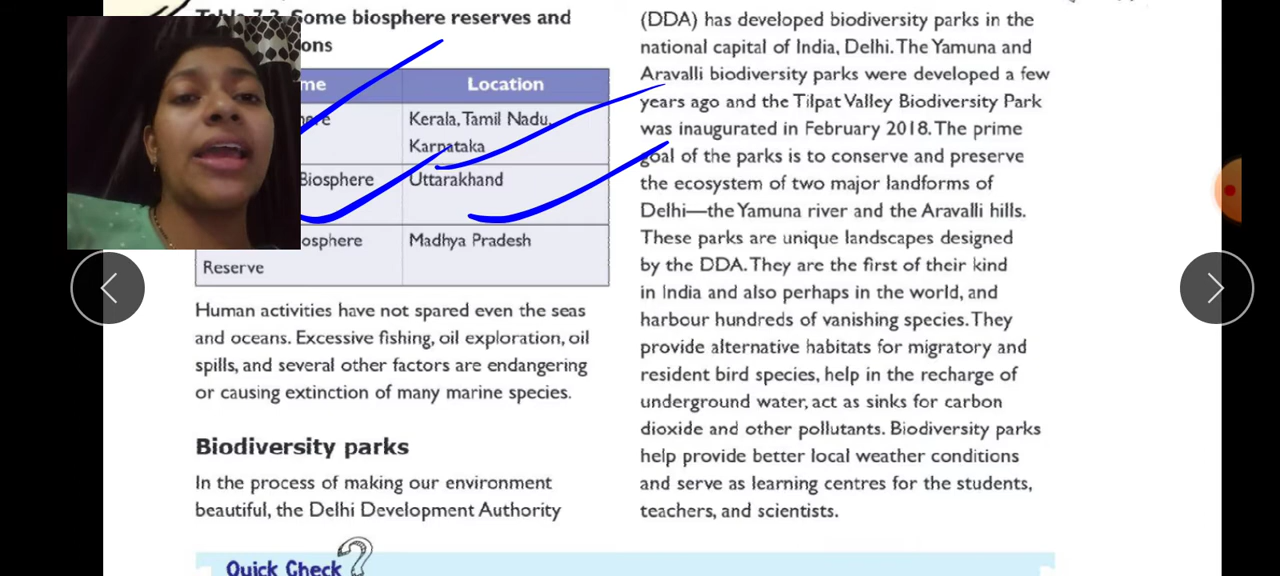 Table 7.3 Some biosphere reserves and
ons
me
Location
here
Kerala, Tamil Nadu,
Karnataka
Biosphere
Uttarakhand
osphere
Reserve
Madhya Pradesh
Human activities have not spared even the seas
and oceans. Excessive fishing, oil exploration, oil
spills, and several other factors are endangering
or causing extinction of many marine species.
Biodiversity parks
In the process of making our environment
beautiful, the Delhi Development Authority
(DDA) has developed biodiversity parks in the
national capital of India, Delhi. The Yamuna and
Aravalli biodiversity parks were developed a few
years ago and the Tilpat Valley Biodiversity Park
was inaugurated in February 2018. The prime
goal of the parks is to conserve and preserve
the ecosystem of two major landforms of
Delhi—the Yamuna river and the Aravalli hills.
These parks are unique landscapes designed
by the DDA. They are the first of their kind
in India and also perhaps in the world, and
harbour hundreds of vanishing species. They
provide alternative habitats for migratory and
resident bird species, help in the recharge of
underground water, act as sinks for carbon
dioxide and other pollutants. Biodiversity parks
help provide better local weather conditions
and serve as learning centres for the students,
teachers, and scientists.
Quick Check ?